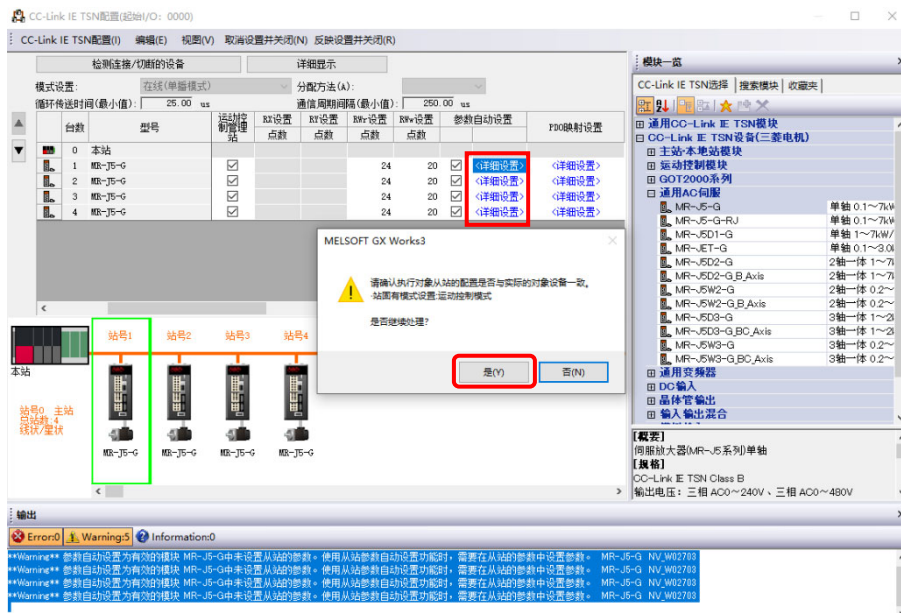 CC-Link IE TSN配置(起始I/O: 0000)
CC-Link IE TSN配置(I) 编辑(E) 视图(V) 取消设置并关闭(N) 反映设置并关闭(R)
检测连接/切断的设备 详细显示
模式设置: 在线(单播模式) 分配方法(A):
循环传送时间(最小值): 25.00 us 通信周期间隔(最小值): 250.00 us
台数 型号 运动控制管理站 RX设置 RY设置 RWr设置 RWw设置 参数自动设置 PDO映射设置
点数 点数 点数 点数
0 本站
1 MR-J5-G 24 20 <详细设置> <详细设置>
2 MR-J5-G 24 20 <详细设置> <详细设置>
3 MR-J5-G 24 20 <详细设置> <详细设置>
4 MR-J5-G 24 20 <详细设置> <详细设置>
MELSOFT GX Works3
请确认执行对象从站的配置是否与实际的对象设备一致。
·站固有模式设置:运动控制模式
是否继续处理?
是(Y) 否(N)
站号1 站号2 站号3 站号4
本站
站号0 主站
总站数:4
线状/星状
MR-J5-G MR-J5-G MR-J5-G MR-J5-G
模块一览
CC-Link IE TSN选择 搜索模块 收藏夹
通用CC-Link IE TSN模块
CC-Link IE TSN设备(三菱电机)
主站·本地站模块
运动控制模块
GOT2000系列
通用AC伺服
MR-J5-G 单轴 0.1～7kW
MR-J5-G-RJ 单轴 0.1～7kW
MR-J5D1-G 单轴 1～7kW/
MR-JET-G 单轴 0.1～3.0
MR-J5D2-G 2轴一体 1～7
MR-J5D2-G_B_Axis 2轴一体 1～7
MR-J5W2-G 2轴一体 0.2～
MR-J5W2-G_B_Axis 2轴一体 0.2～
MR-J5D3-G 3轴一体 1～2
MR-J5D3-G_BC_Axis 3轴一体 1～2
MR-J5W3-G 3轴一体 0.2～
MR-J5W3-G_BC_Axis 3轴一体 0.2～
通用变频器
DC输入
晶体管输出
输入输出混合
[概要]
伺服放大器(MR-J5系列)单轴
[规格]
CC-Link IE TSN Class B
输出电压: 三相 AC0～240V、三相 AC0～480V
输出
Error:0 Warning:5 Information:0
**Warning** 参数自动设置为有效的模块 MR-J5-G中未设置从站的参数。使用从站参数自动设置功能时，需要在从站的参数中设置参数。 MR-J5-G NV_W02783
**Warning** 参数自动设置为有效的模块 MR-J5-G中未设置从站的参数。使用从站参数自动设置功能时，需要在从站的参数中设置参数。 MR-J5-G NV_W02783
**Warning** 参数自动设置为有效的模块 MR-J5-G中未设置从站的参数。使用从站参数自动设置功能时，需要在从站的参数中设置参数。 MR-J5-G NV_W02783
**Warning** 参数自动设置为有效的模块 MR-J5-G中未设置从站的参数。使用从站参数自动设置功能时，需要在从站的参数中设置参数。 MR-J5-G NV_W02783